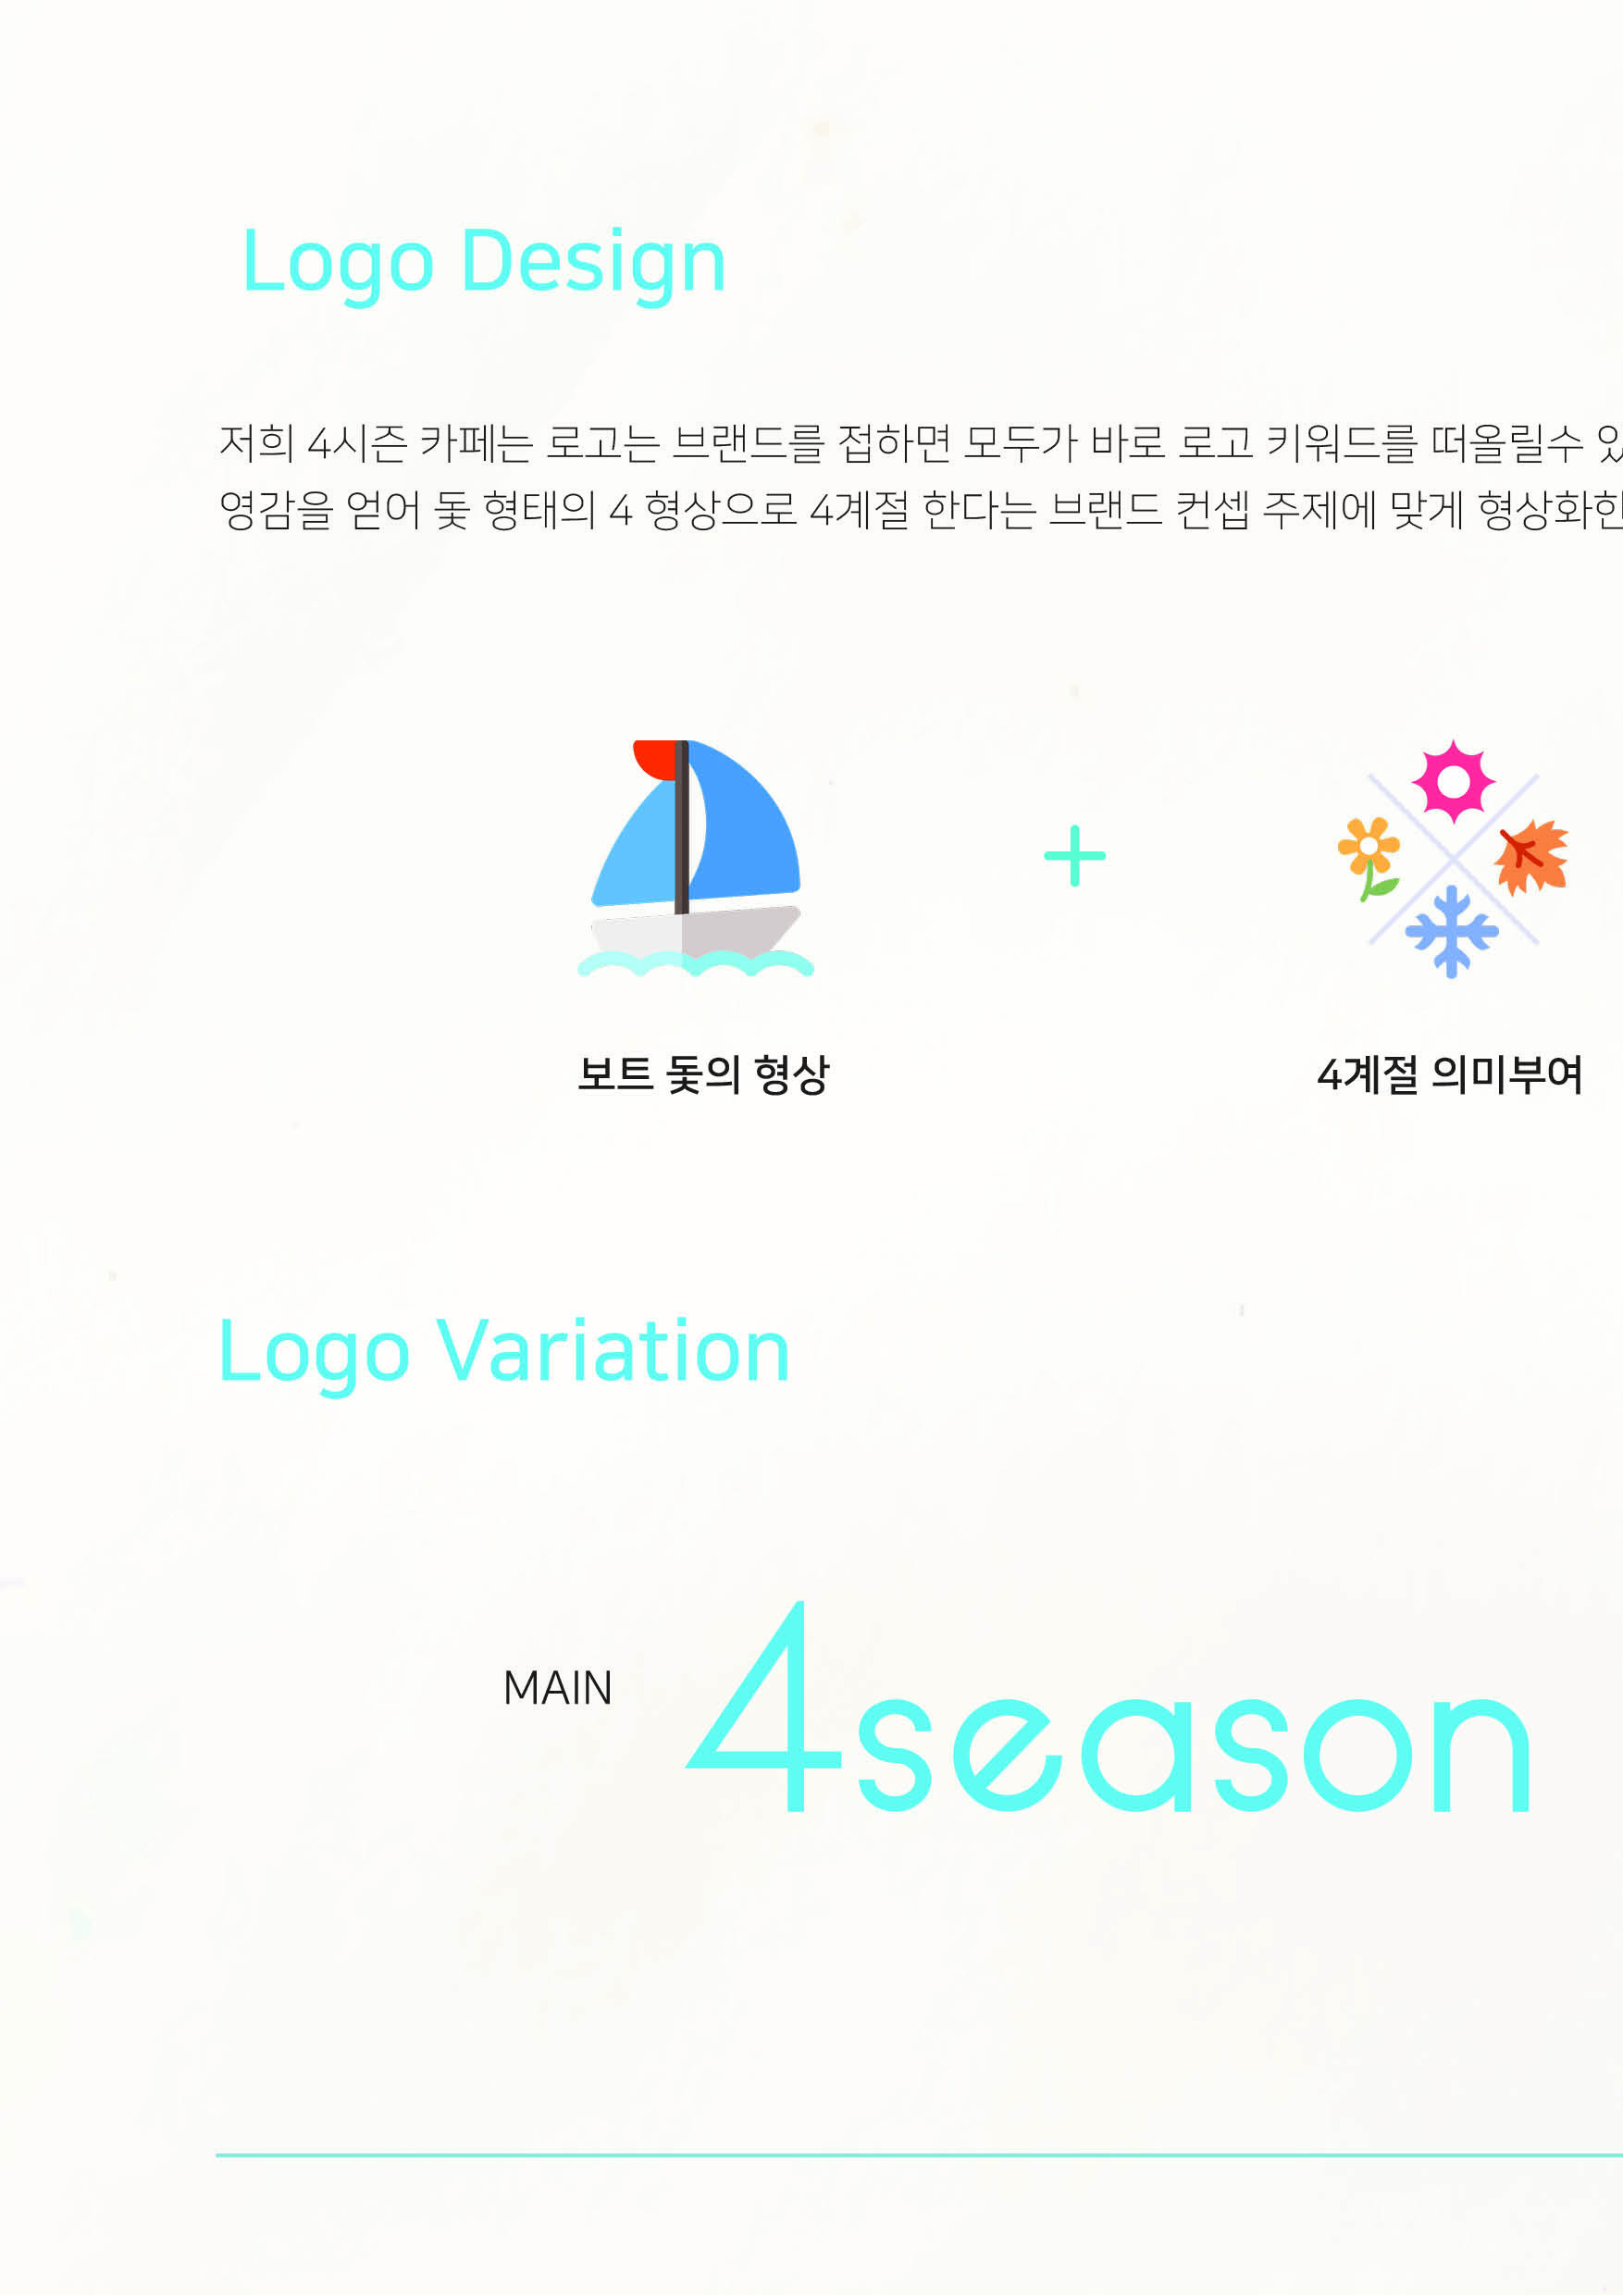 Logo Design
저희 4시즌 카페는 로고는 브랜드를 접하면 모두가 바로 로고 키워드를 떠올릴수
영감을 얻어 돛 형태의 4 형상으로 4계절 한다는 브랜드 컨셉 주제에 맞게 형상화한
보트 돛의 형상 4계절 의미부여
Logo Variation
MAIN 4season